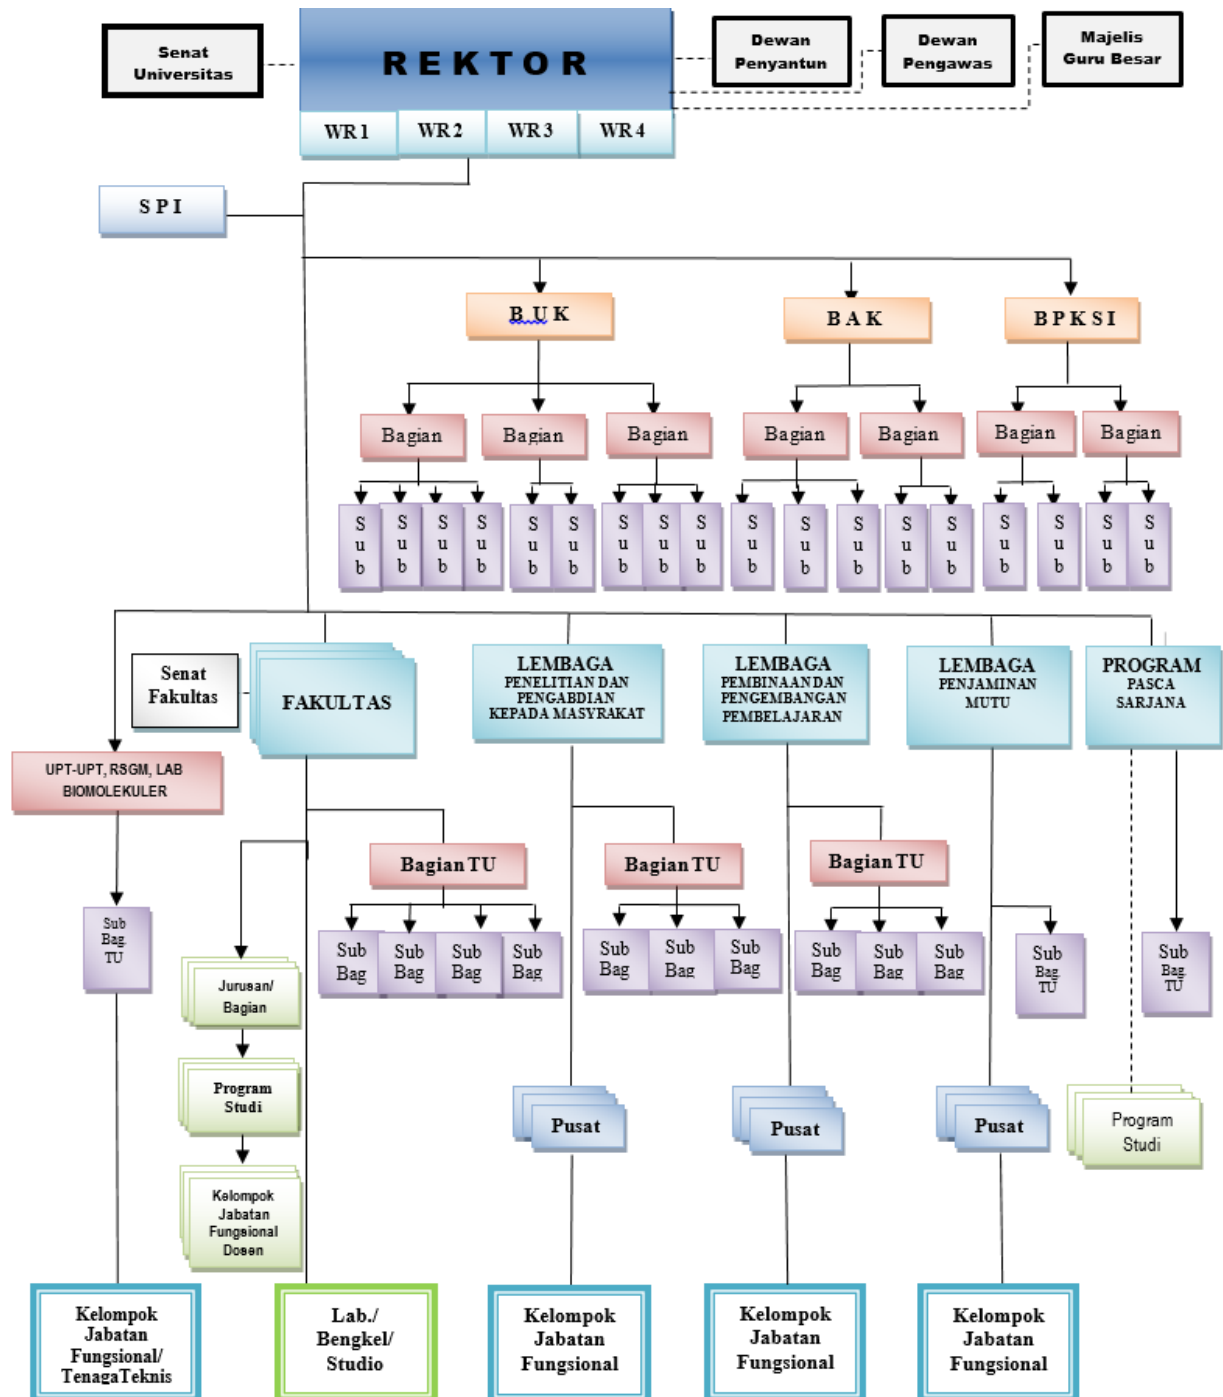 Senat
Universitas
R E K T O R
Dewan
Penyantun
Dewan
Pengawas
Majelis
Guru Besar
WR 1
WR 2
WR 3
WR 4
S P I
B U K
B A K
B P K S I
Bagian
Bagian
Bagian
Bagian
Bagian
Bagian
Bagian
S
u
b
S
u
b
S
u
b
S
u
b
S
u
b
S
u
b
S
u
b
S
u
b
S
u
b
S
u
b
S
u
b
S
u
b
S
u
b
S
u
b
S
u
b
S
u
b
S
u
b
S
u
b
Senat
Fakultas
FAKULTAS
LEMBAGA
PENELITIAN DAN
PENGABDIAN
KEPADA MASYRAKAT
LEMBAGA
PEMBINAAN DAN
PENGEMBANGAN
PEMBELAJARAN
LEMBAGA
PENJAMINAN
MUTU
PROGRAM
PASCA
SARJANA
UPT-UPT, RSGM, LAB
BIOMOLEKULER
Bagian TU
Bagian TU
Bagian TU
Sub
Bag.
TU
Sub
Bag
Sub
Bag
Sub
Bag
Sub
Bag
Sub
Bag
Sub
Bag
Sub
Bag
Sub
Bag
Sub
Bag
Sub
Bag
Sub
Bag.
TU
Sub
Bag.
TU
Jurusan/
Bagian
Program
Studi
Kelompok
Jabatan
Fungsional
Dosen
Pusat
Pusat
Pusat
Program
Studi
Kelompok
Jabatan
Fungsional/
TenagaTeknis
Lab./
Bengkel/
Studio
Kelompok
Jabatan
Fungsional
Kelompok
Jabatan
Fungsional
Kelompok
Jabatan
Fungsional